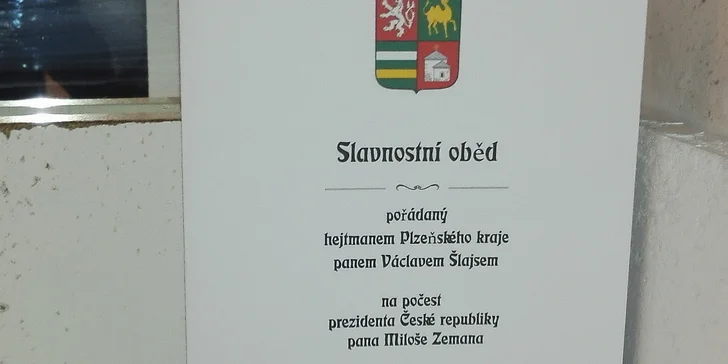 Slavnostní oběd
pořádaný
hejtmanem Plzeňského kraje
panem Václavem Šlajsem
na počest
prezidenta České republiky
pana Miloše Zemana